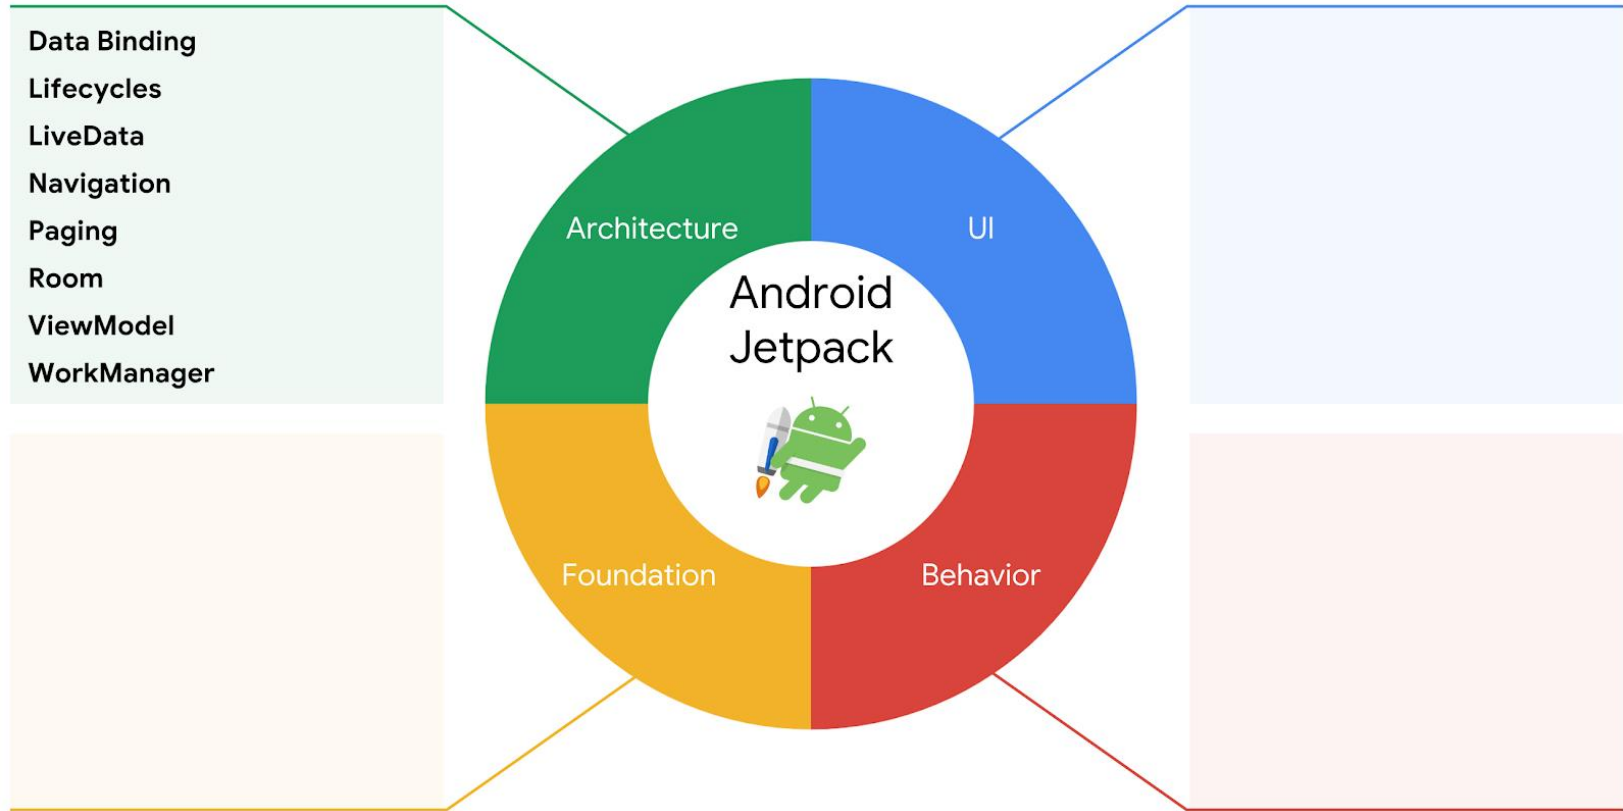 Data Binding
Lifecycles
LiveData
Navigation
Paging
Room
ViewModel
WorkManager
Architecture
UI
Android
Jetpack
Foundation
Behavior